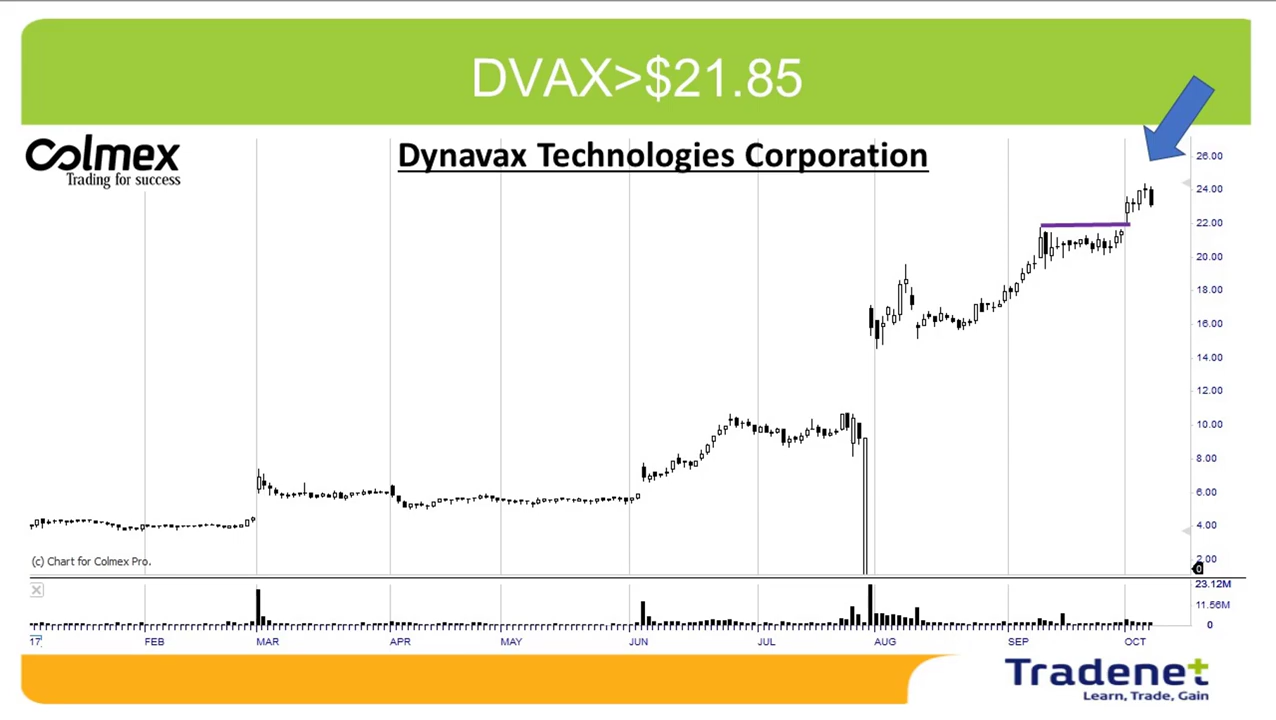 DVAX>$21.85
Colmex
Trading for success
Dynavax Technologies Corporation
26.00
24.00
22.00
20.00
18.00
16.00
14.00
12.00
10.00
8.00
6.00
4.00
2.00
(c) Chart for Colmex Pro.
0
23.12M
11.56M
0
17' FEB MAR APR MAY JUN JUL AUG SEP OCT
Tradenet
Learn, Trade, Gain